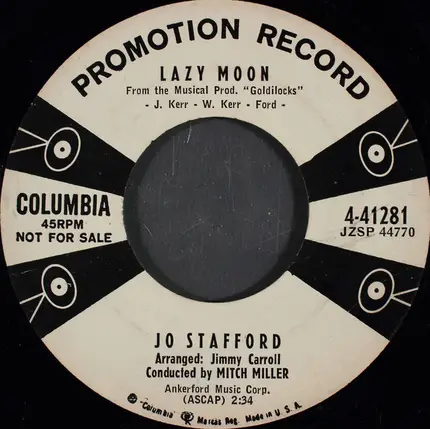 PROMOTION RECORD
LAZY MOON
From the Musical Prod. "Goldilocks"
- J. Kerr - W. Kerr - Ford -
COLUMBIA
45RPM
NOT FOR SALE
4-41281
JZSP 44770
JO STAFFORD
Arranged: Jimmy Carroll
Conducted by MITCH MILLER
Ankerford Music Corp.
(ASCAP) 2:34
"Columbia" Marcas Reg. Made in U. S. A.